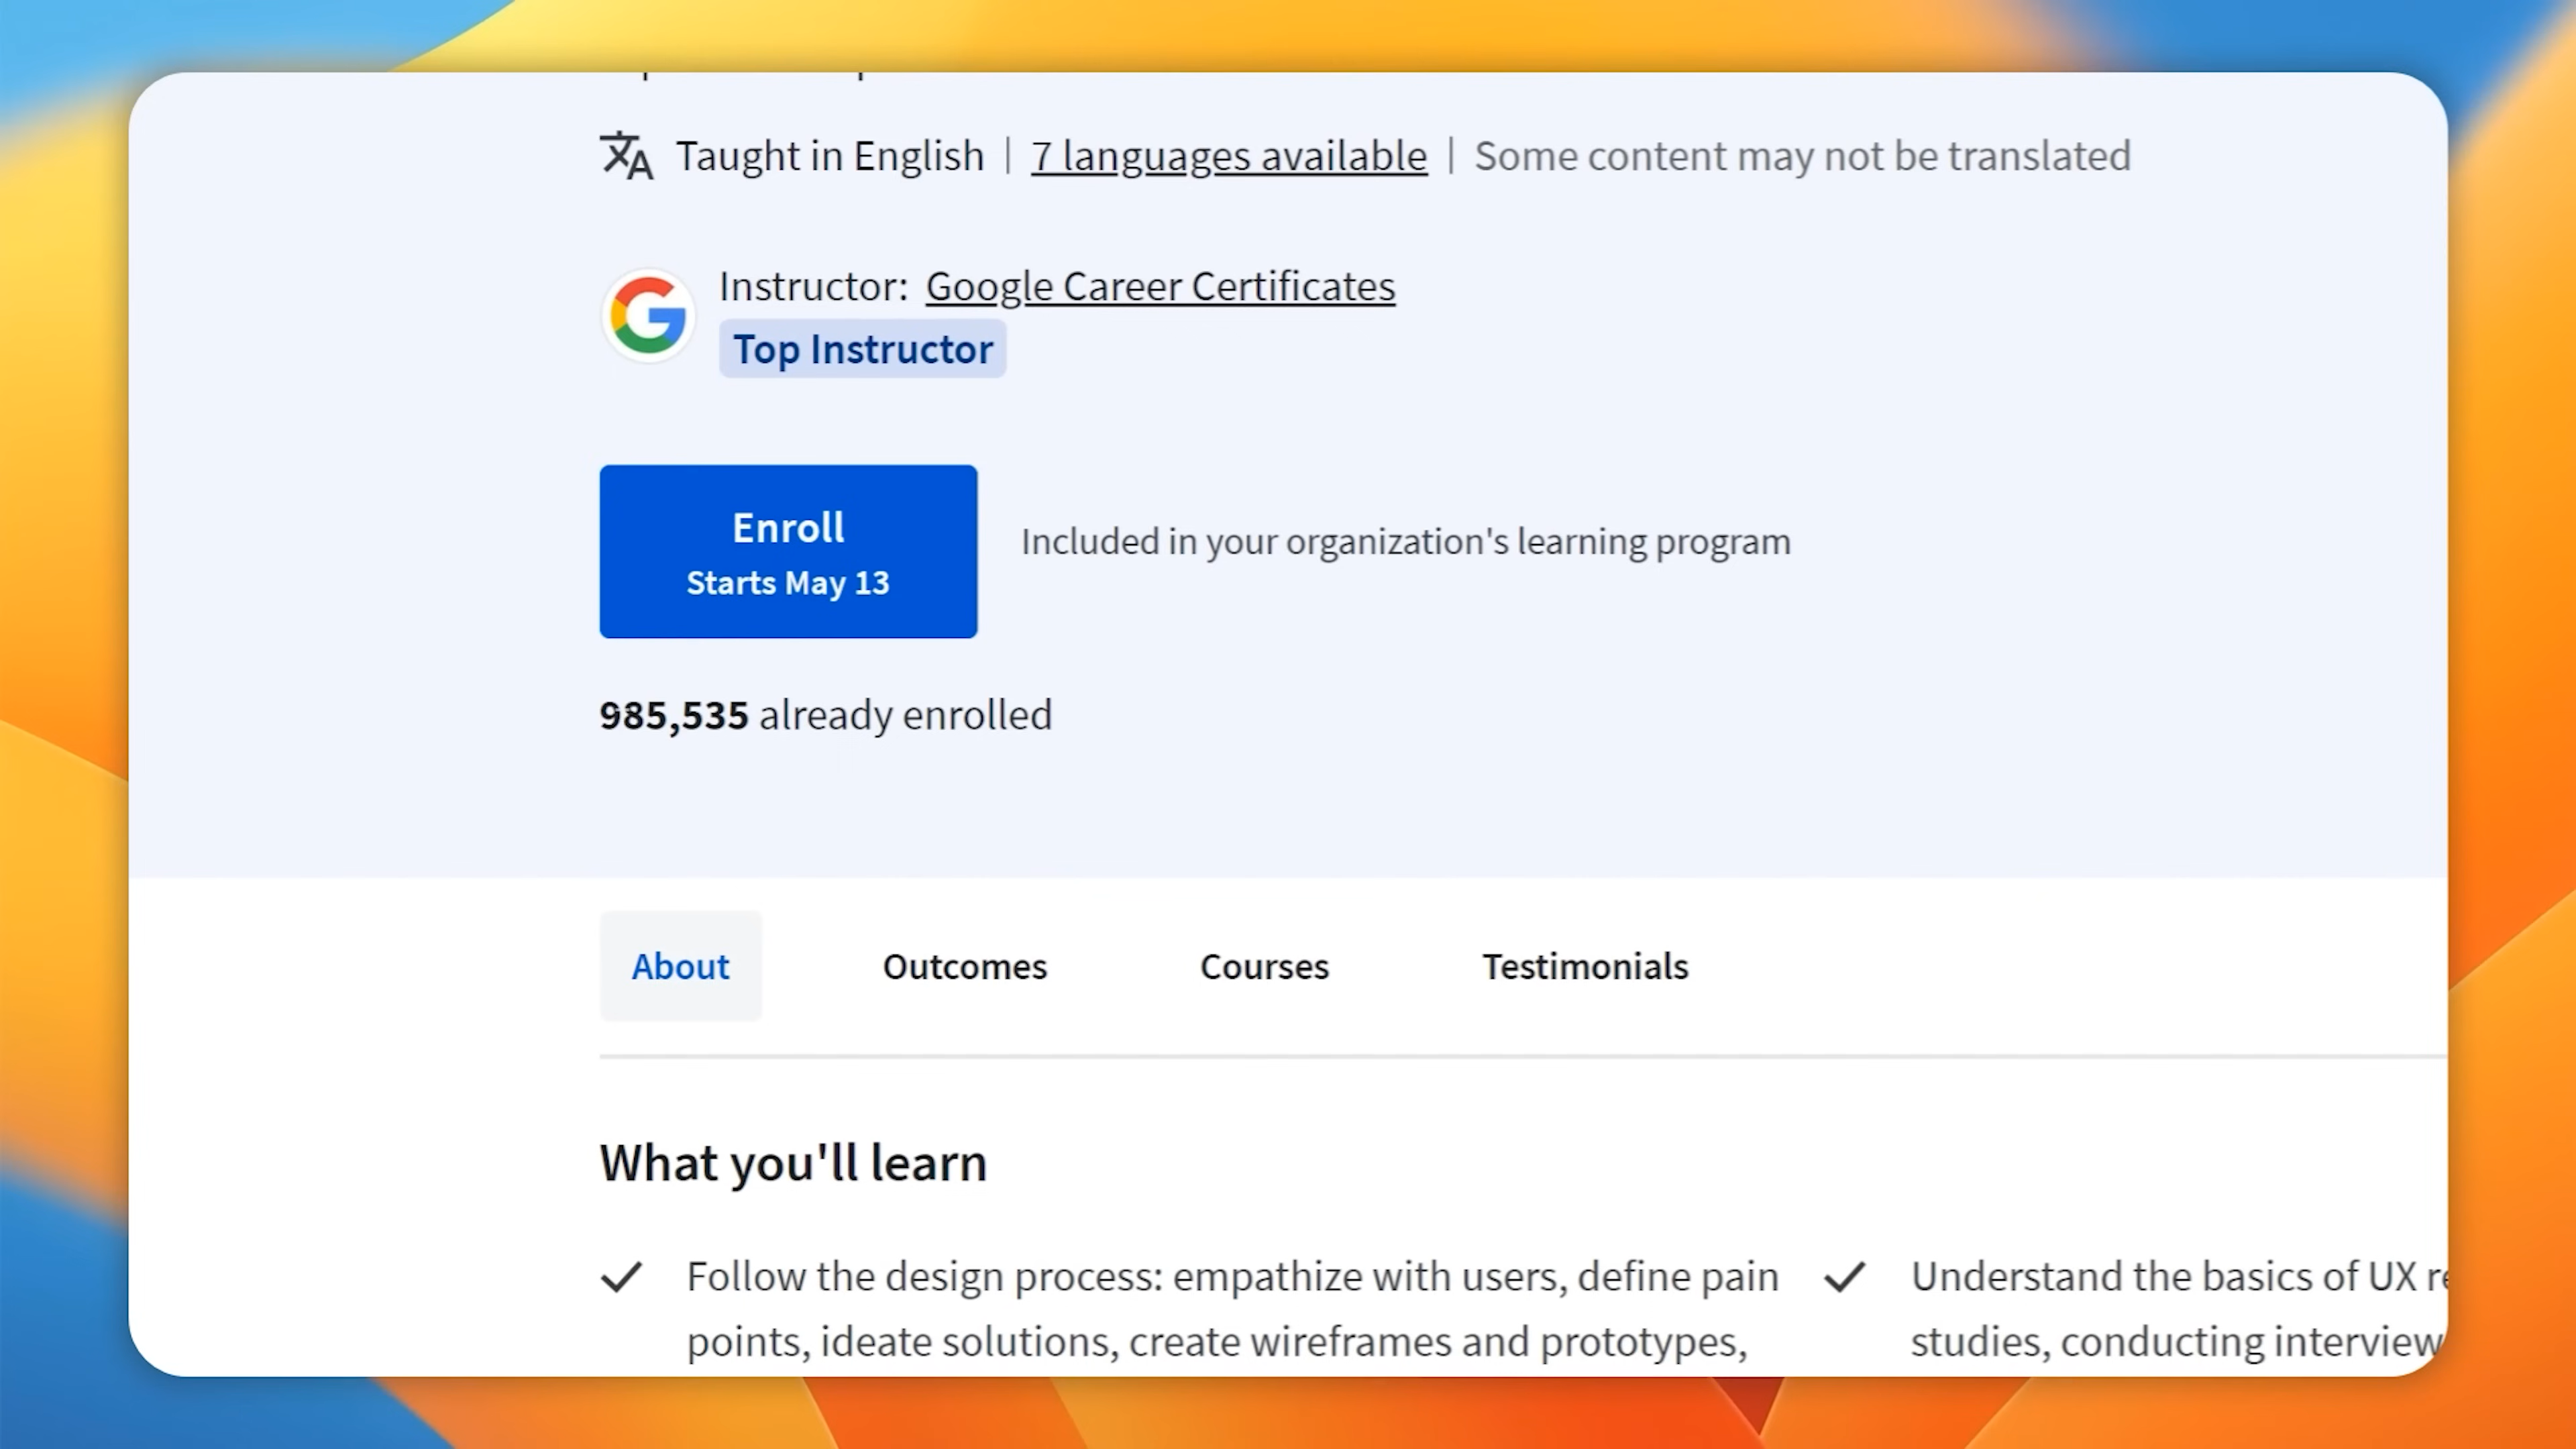 Taught in English | 7 languages available | Some content may not be translated
Instructor: Google Career Certificates
Top Instructor
Enroll
Starts May 13
Included in your organization's learning program
985,535 already enrolled
About Outcomes Courses Testimonials
What you'll learn
Follow the design process: empathize with users, define pain
points, ideate solutions, create wireframes and prototypes,
Understand the basics of UX
studies, conducting interview